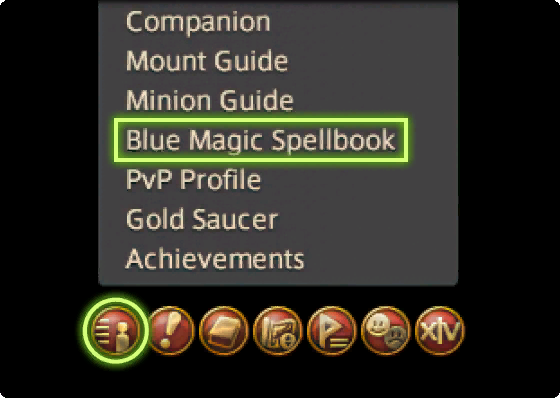 Companion
Mount Guide
Minion Guide
Blue Magic Spellbook
PvP Profile
Gold Saucer
Achievements
XIV